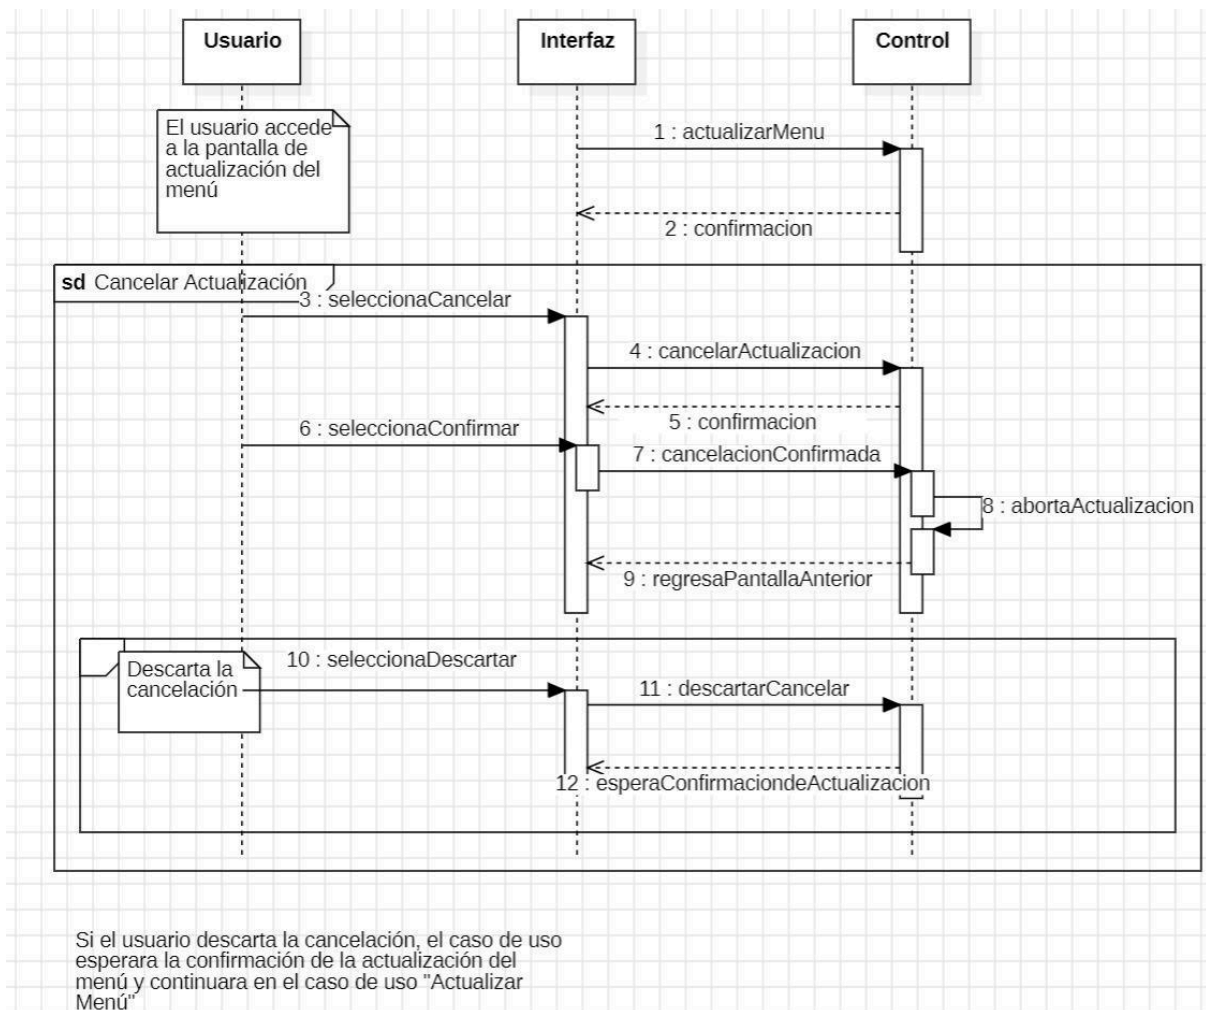 Usuario
Interfaz
Control
El usuario accede
a la pantalla de
actualización del
menú
1 : actualizarMenu
2 : confirmacion
sd Cancelar Actualización
3 : seleccionaCancelar
4 : cancelarActualizacion
5 : confirmacion
6 : seleccionaConfirmar
7 : cancelacionConfirmada
8 : abortaActualizacion
9 : regresaPantallaAnterior
Descarta la
cancelación
10 : seleccionaDescartar
11 : descartarCancelar
12 : esperaConfirmaciondeActualizacion
Si el usuario descarta la cancelación, el caso de uso
esperara la confirmación de la actualización del
menú y continuara en el caso de uso "Actualizar
Menú"